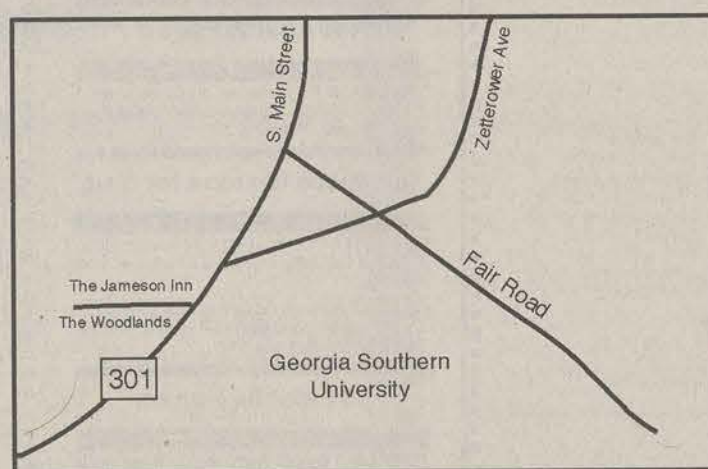 S. Main Street
Zetterower Ave
Fair Road
The Jameson Inn
The Woodlands
301
Georgia Southern
University